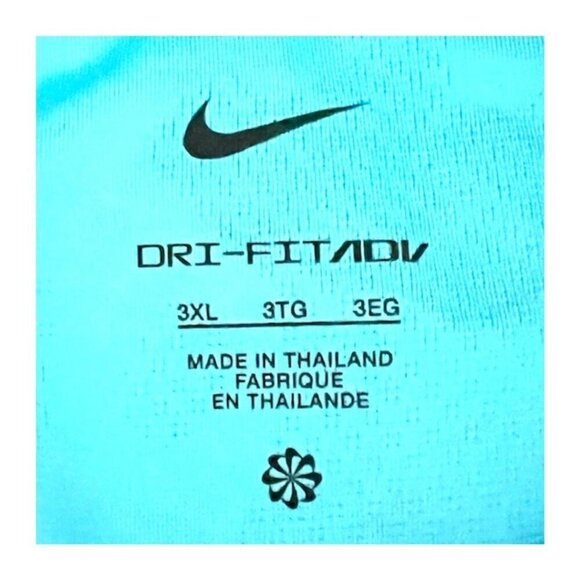 DRI-FITADV
3XL 3TG 3EG
MADE IN THAILAND
FABRIQUE
EN THAILANDE